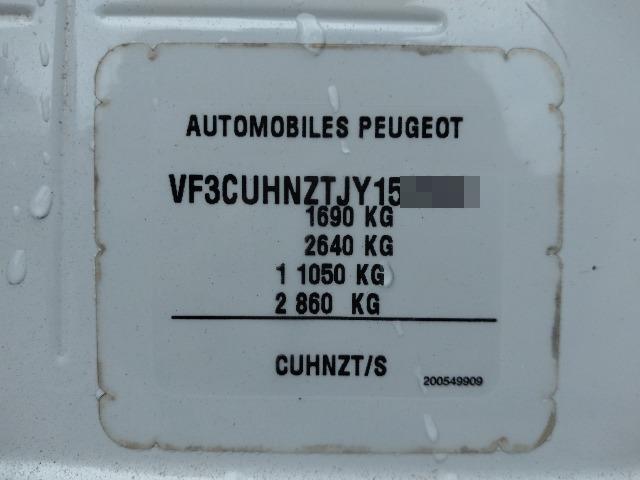 AUTOMOBILES PEUGEOT
VF3CUHNZTJY15
1690 KG
2640 KG
1 1050 KG
2 860 KG
CUHNZT/S
200549909